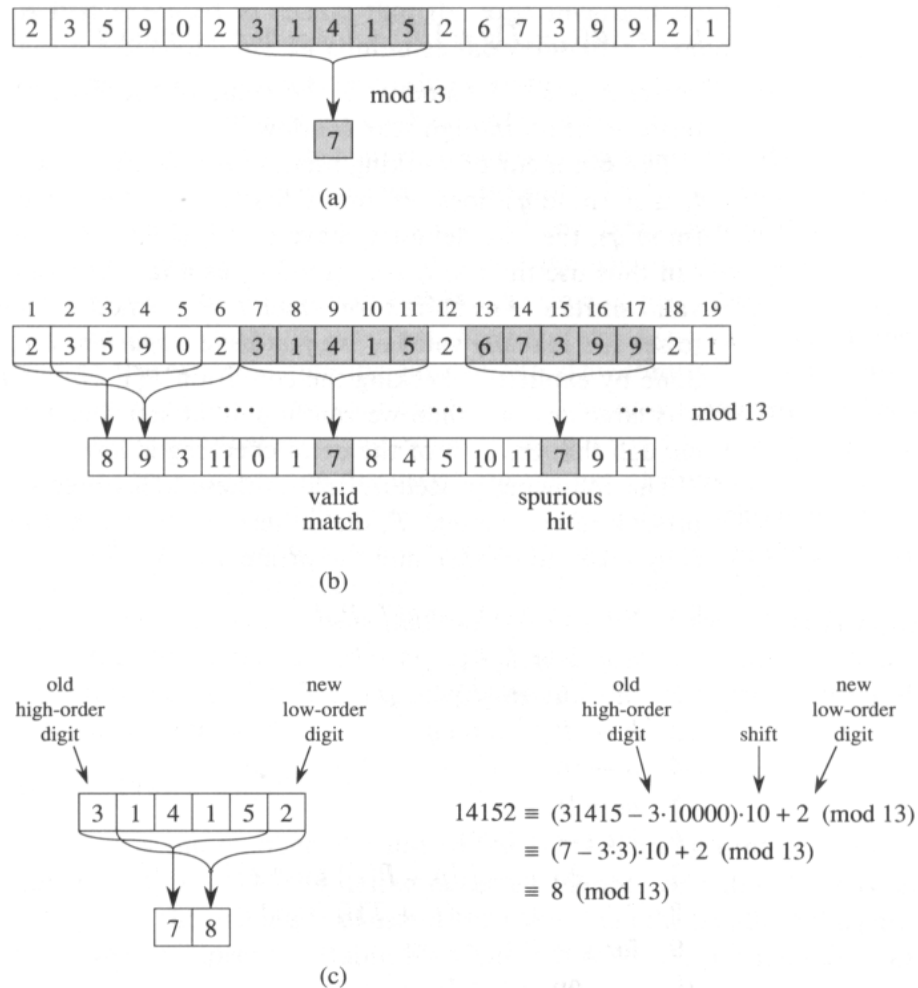 2 3 5 9 0 2 3 1 4 1 5 2 6 7 3 9 9 2 1
mod 13
7
(a)
1 2 3 4 5 6 7 8 9 10 11 12 13 14 15 16 17 18 19
2 3 5 9 0 2 3 1 4 1 5 2 6 7 3 9 9 2 1
... ... ... mod 13
8 9 3 11 0 1 7 8 4 5 10 11 7 9 11
valid
match
spurious
hit
(b)
old
high-order
digit
new
low-order
digit
3 1 4 1 5 2
7 8
old
high-order
digit
shift
new
low-order
digit
14152 ≡ (31415 – 3·10000)·10 + 2 (mod 13)
≡ (7 – 3·3)·10 + 2 (mod 13)
≡ 8 (mod 13)
(c)